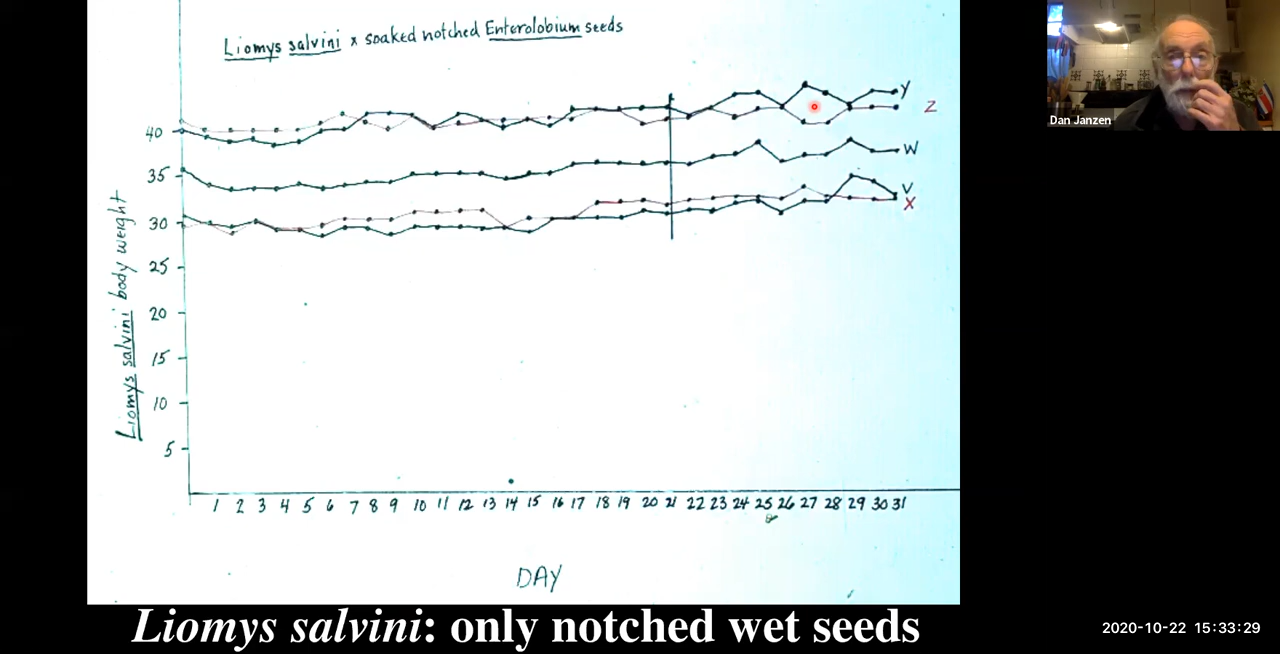 Liomys salvini x soaked notched Enterolobium seeds
Liomys salvini body weight
40
35
30
25
20
15
10
5
Y
Z
W
V
X
1 2 3 4 5 6 7 8 9 10 11 12 13 14 15 16 17 18 19 20 21 22 23 24 25 26 27 28 29 30 31
DAY
Liomys salvini: only notched wet seeds
Dan Janzen
2020-10-22 15:33:29